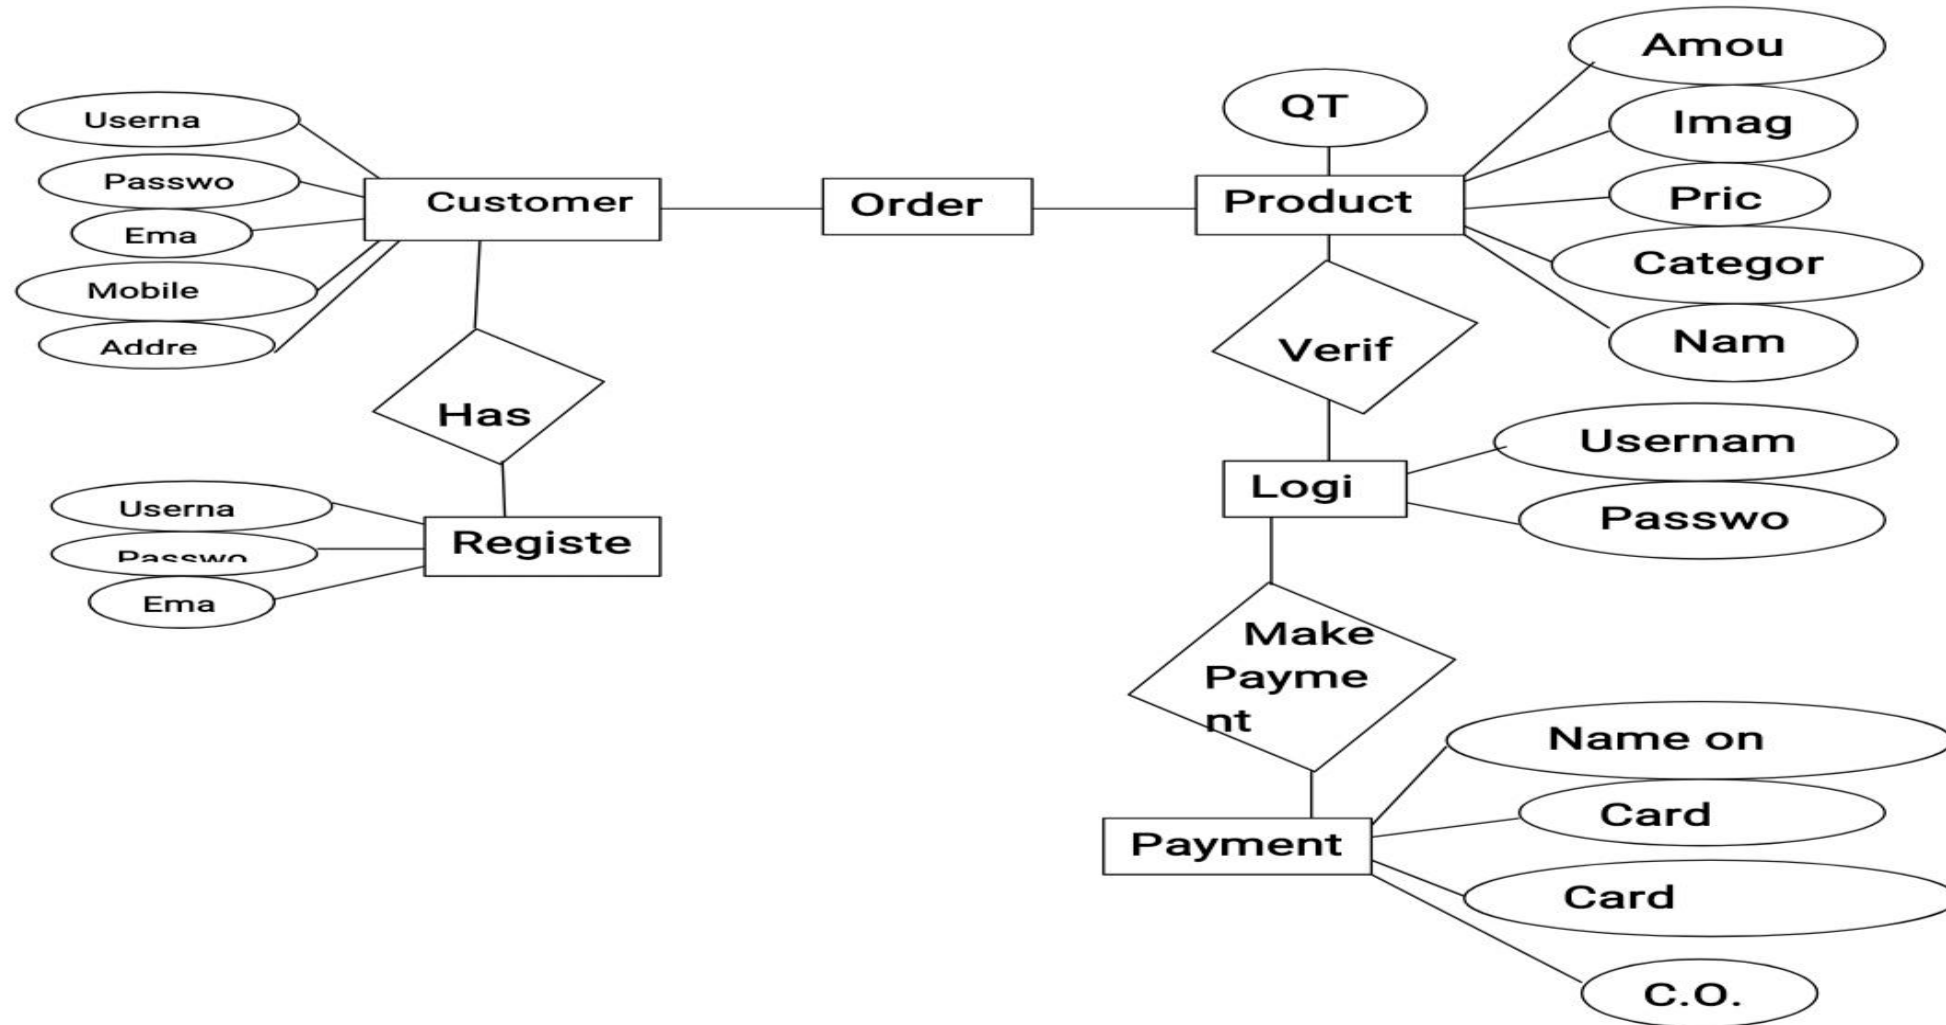 Userna
Passwo
Ema
Mobile
Addre
Customer
Has
Userna
Passwo
Ema
Registe
Order
QT
Product
Amou
Imag
Pric
Categor
Nam
Verif
Logi
Usernam
Passwo
Make
Payme
nt
Payment
Name on
Card
Card
C.O.